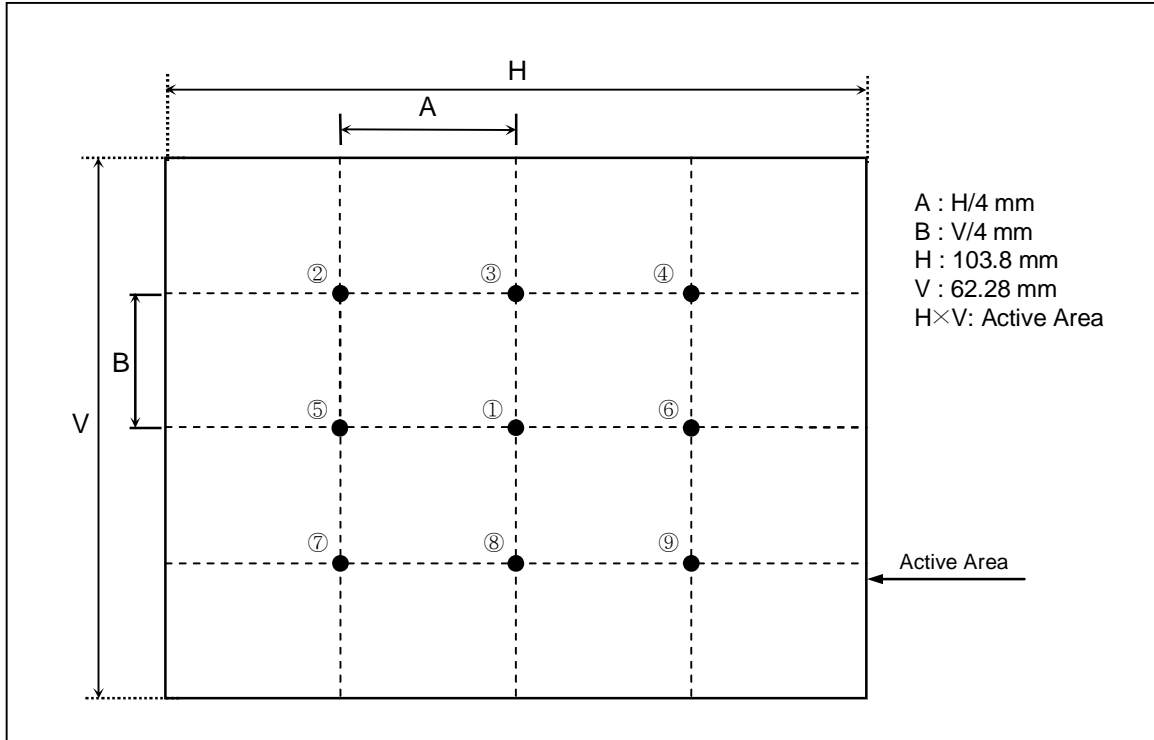 H
A
A : H/4 mm
B : V/4 mm
H : 103.8 mm
V : 62.28 mm
H×V: Active Area
② ③ ④
B
V
⑤ ① ⑥
⑦ ⑧ ⑨
Active Area